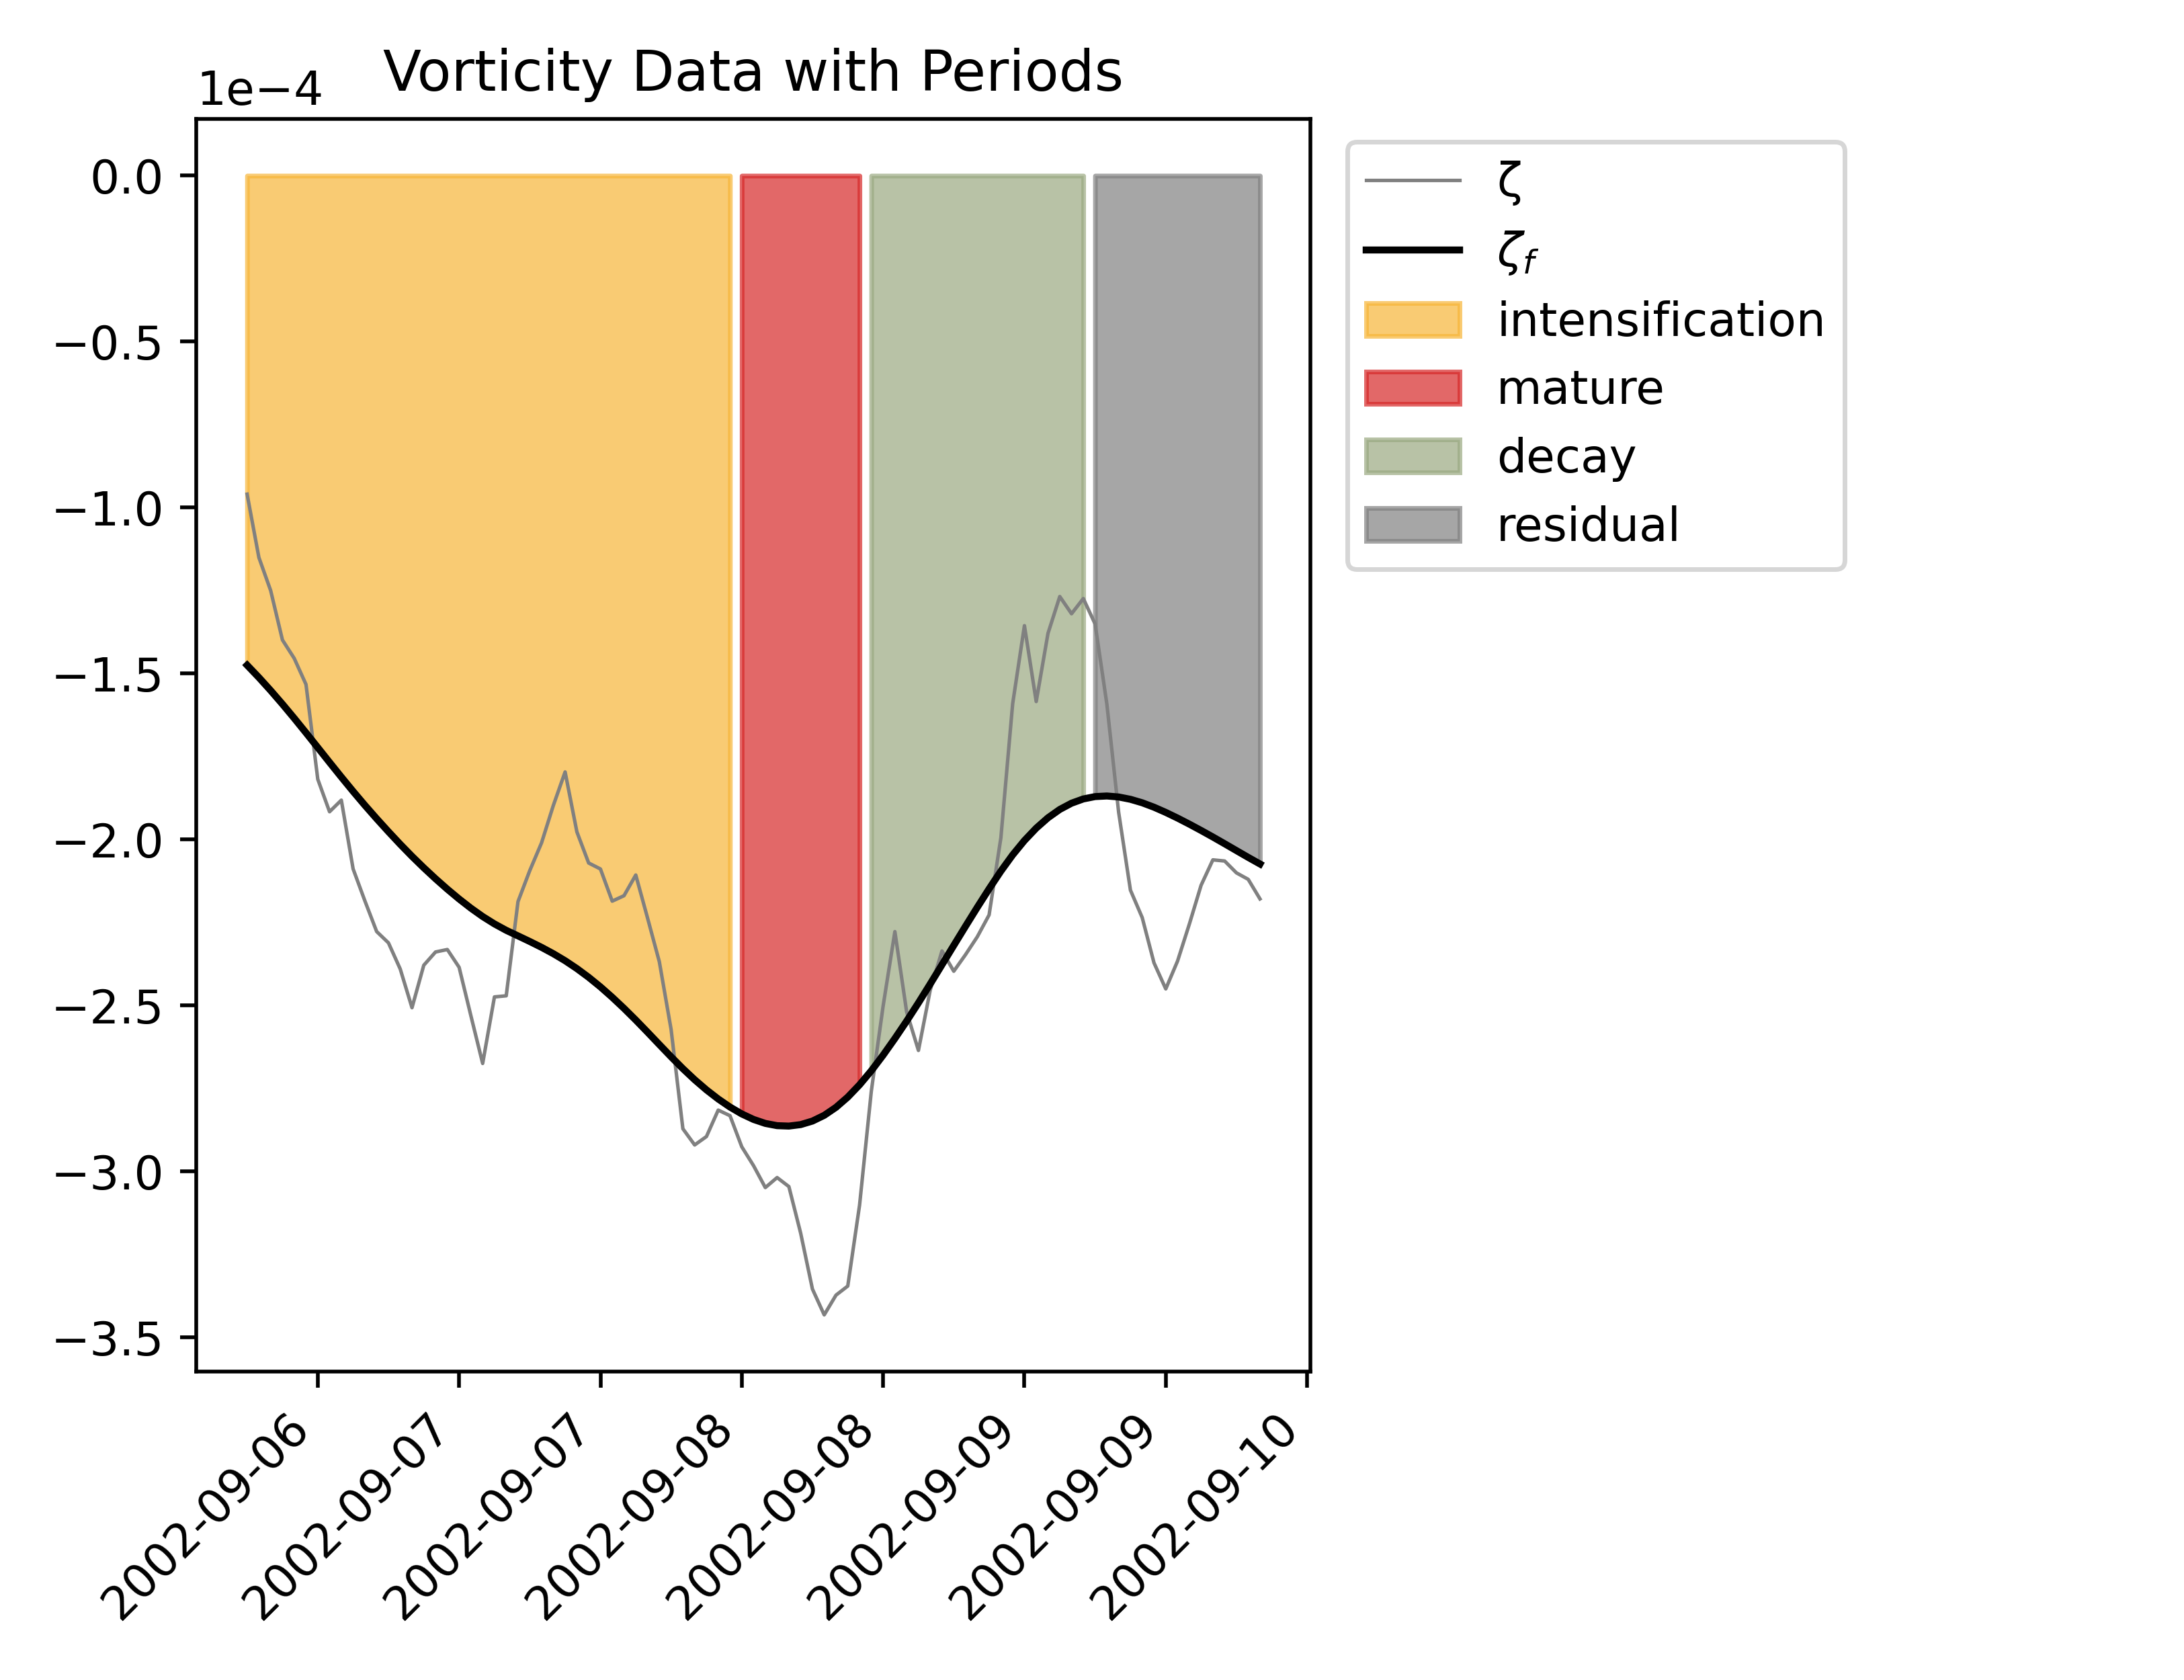 Vorticity Data with Periods
1e−4
0.0
−0.5
−1.0
−1.5
−2.0
−2.5
−3.0
−3.5
2002-09-06
2002-09-07
2002-09-07
2002-09-08
2002-09-08
2002-09-09
2002-09-09
2002-09-10
ζ
ζf
intensification
mature
decay
residual